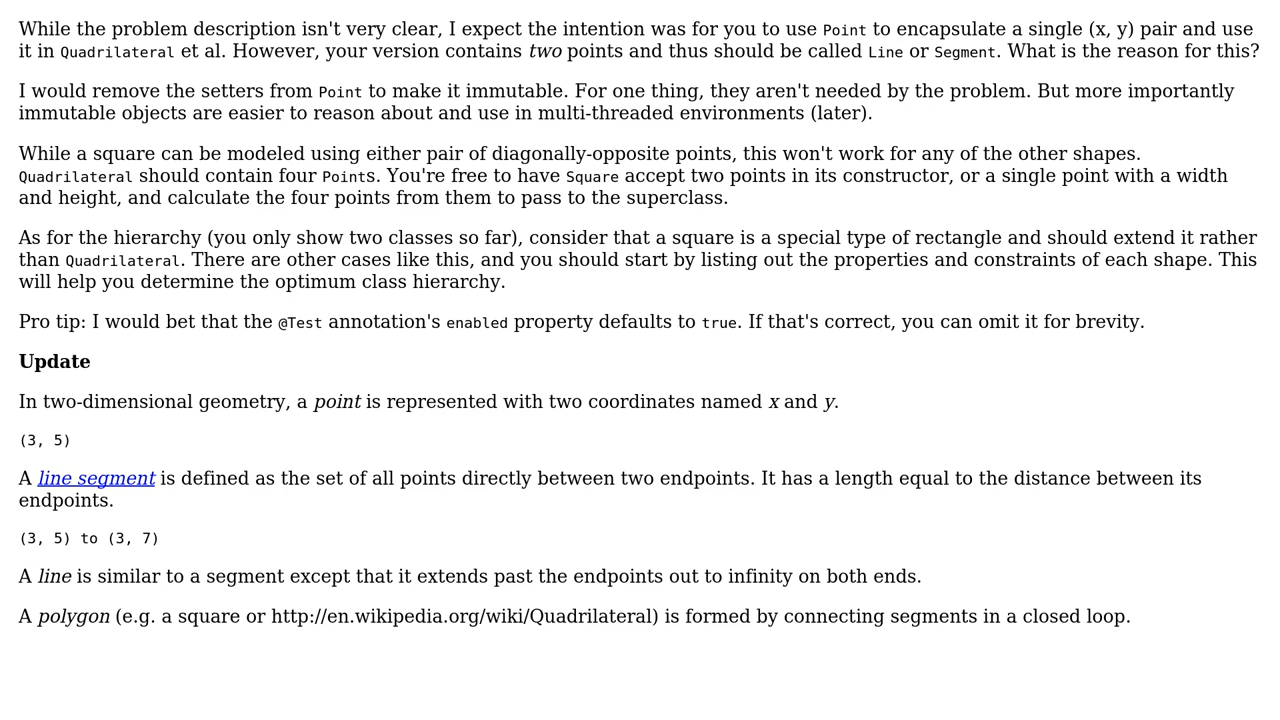 While the problem description isn't very clear, I expect the intention was for you to use Point to encapsulate a single (x, y) pair and use
it in Quadrilateral et al. However, your version contains two points and thus should be called Line or Segment. What is the reason for this?
I would remove the setters from Point to make it immutable. For one thing, they aren't needed by the problem. But more importantly
immutable objects are easier to reason about and use in multi-threaded environments (later).
While a square can be modeled using either pair of diagonally-opposite points, this won't work for any of the other shapes.
Quadrilateral should contain four Points. You're free to have Square accept two points in its constructor, or a single point with a width
and height, and calculate the four points from them to pass to the superclass.
As for the hierarchy (you only show two classes so far), consider that a square is a special type of rectangle and should extend it rather
than Quadrilateral. There are other cases like this, and you should start by listing out the properties and constraints of each shape. This
will help you determine the optimum class hierarchy.
Pro tip: I would bet that the @Test annotation's enabled property defaults to true. If that's correct, you can omit it for brevity.
Update
In two-dimensional geometry, a point is represented with two coordinates named x and y.
(3, 5)
A line segment is defined as the set of all points directly between two endpoints. It has a length equal to the distance between its
endpoints.
(3, 5) to (3, 7)
A line is similar to a segment except that it extends past the endpoints out to infinity on both ends.
A polygon (e.g. a square or http://en.wikipedia.org/wiki/Quadrilateral) is formed by connecting segments in a closed loop.